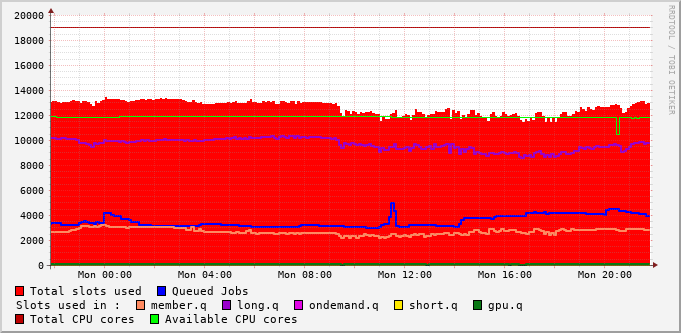 20000
18000
16000
14000
12000
10000
8000
6000
4000
2000
0
Mon 00:00 Mon 04:00 Mon 08:00 Mon 12:00 Mon 16:00 Mon 20:00
Total slots used Queued Jobs
Slots used in : member.q long.q ondemand.q short.q gpu.q
Total CPU cores Available CPU cores
RRDTOOL / TOBI OETIKER